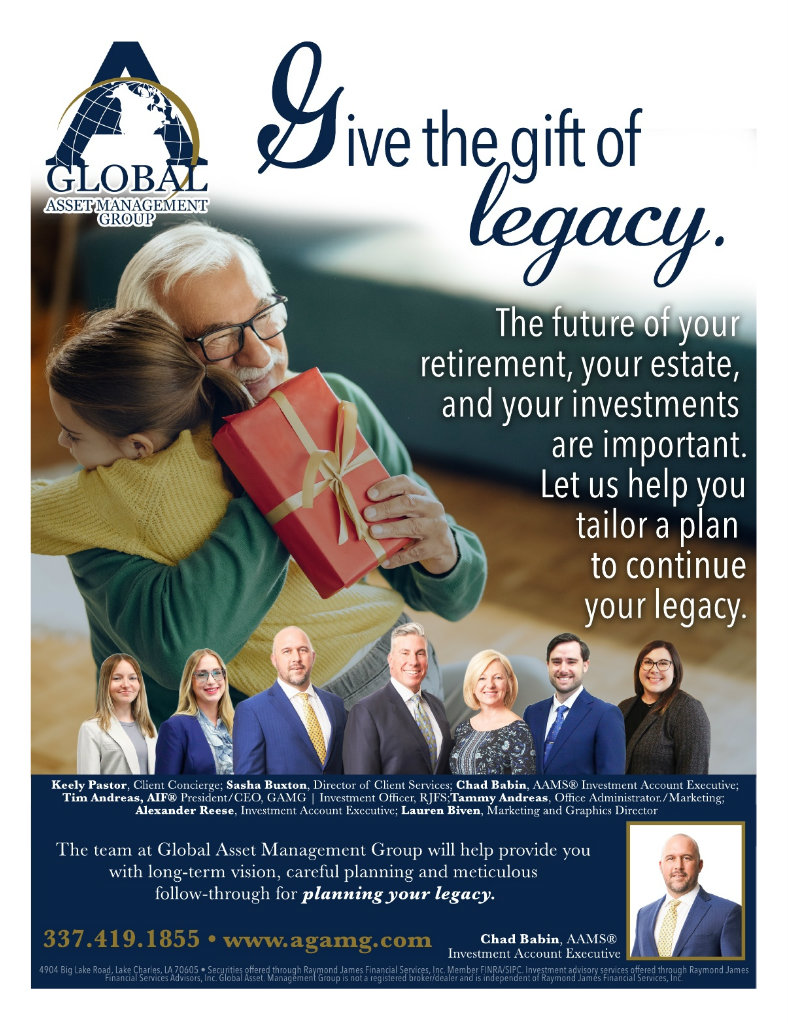 A
GLOBAL
ASSET MANAGEMENT
GROUP
Give the gift of
legacy.
The future of your
retirement, your estate,
and your investments
are important.
Let us help you
tailor a plan
to continue
your legacy.
Keely Pastor, Client Concierge; Sasha Buxton, Director of Client Services; Chad Babin, AAMS® Investment Account Executive;
Tim Andreas, AIF® President/CEO, GAMG | Investment Officer, RJFS;Tammy Andreas, Office Administrator./Marketing;
Alexander Reese, Investment Account Executive; Lauren Biven, Marketing and Graphics Director
The team at Global Asset Management Group will help provide you
with long-term vision, careful planning and meticulous
follow-through for planning your legacy.
337.419.1855 • www.agamg.com
Chad Babin, AAMS®
Investment Account Executive
4904 Big Lake Road, Lake Charles, LA 70605 • Securities offered through Raymond James Financial Services, Inc. Member FINRA/SIPC. Investment advisory services offered through Raymond James
Financial Services Advisors, Inc. Global Asset. Management Group is not a registered broker/dealer and is independent of Raymond James Financial Services, Inc.